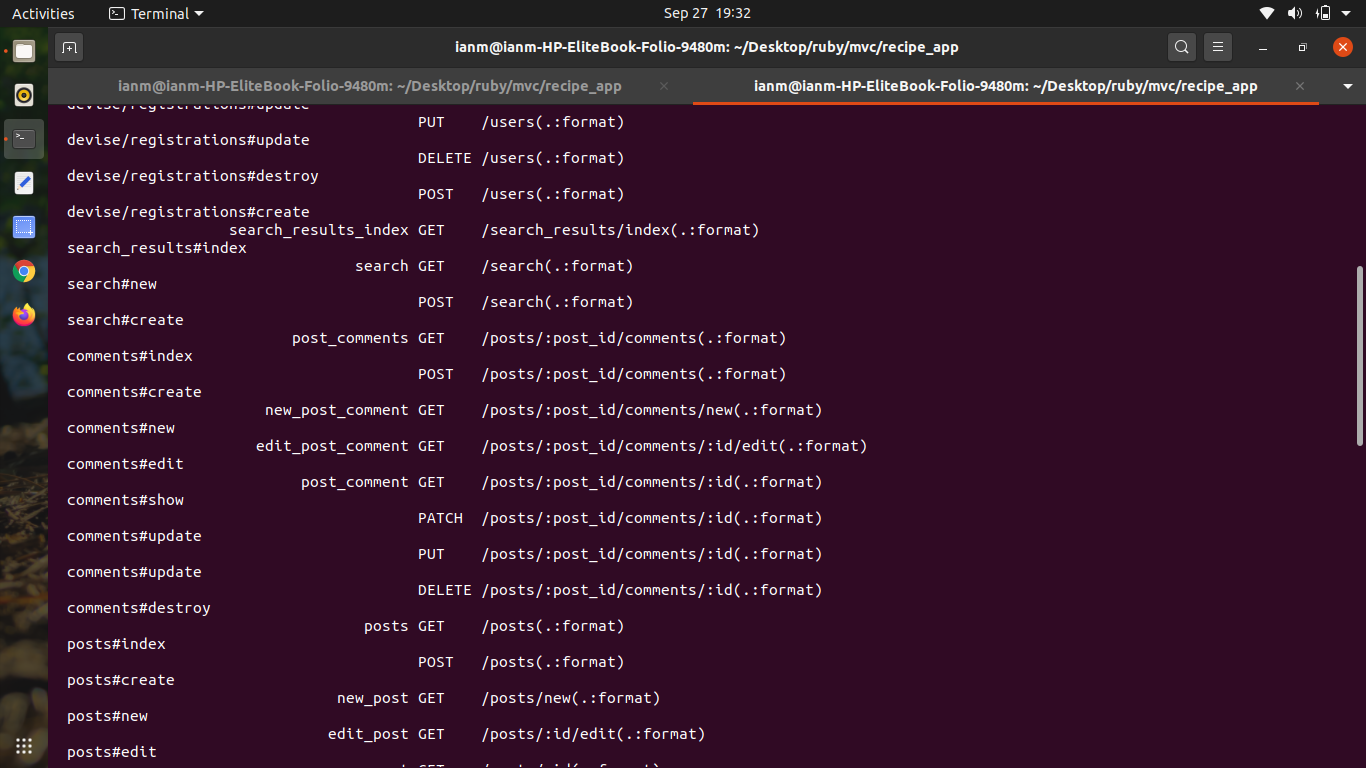 Activities Terminal Sep 27 19:32
ianm@ianm-HP-EliteBook-Folio-9480m: ~/Desktop/ruby/mvc/recipe_app
ianm@ianm-HP-EliteBook-Folio-9480m: ~/Desktop/ruby/mvc/recipe_app × ianm@ianm-HP-EliteBook-Folio-9480m: ~/Desktop/ruby/mvc/recipe_app ×
devise/registrations#update
PUT /users(.:format)
devise/registrations#update
DELETE /users(.:format)
devise/registrations#destroy
POST /users(.:format)
devise/registrations#create
search_results_index GET /search_results/index(.:format)
search_results#index
search GET /search(.:format)
search#new
POST /search(.:format)
search#create
post_comments GET /posts/:post_id/comments(.:format)
comments#index
POST /posts/:post_id/comments(.:format)
comments#create
new_post_comment GET /posts/:post_id/comments/new(.:format)
comments#new
edit_post_comment GET /posts/:post_id/comments/:id/edit(.:format)
comments#edit
post_comment GET /posts/:post_id/comments/:id(.:format)
comments#show
PATCH /posts/:post_id/comments/:id(.:format)
comments#update
PUT /posts/:post_id/comments/:id(.:format)
comments#update
DELETE /posts/:post_id/comments/:id(.:format)
comments#destroy
posts GET /posts(.:format)
posts#index
POST /posts(.:format)
posts#create
new_post GET /posts/new(.:format)
posts#new
edit_post GET /posts/:id/edit(.:format)
posts#edit